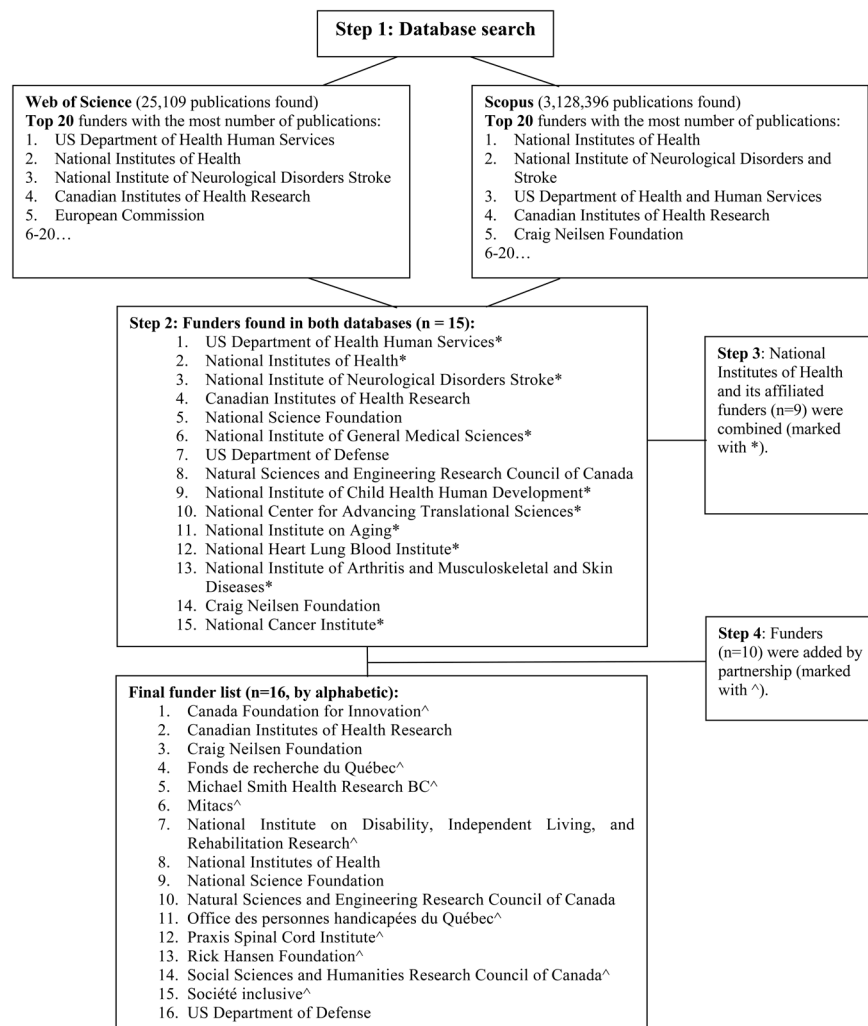 Step 1: Database search
Web of Science (25,109 publications found)
Top 20 funders with the most number of publications:
1. US Department of Health Human Services
2. National Institutes of Health
3. National Institute of Neurological Disorders Stroke
4. Canadian Institutes of Health Research
5. European Commission
6-20…
Scopus (3,128,396 publications found)
Top 20 funders with the most number of publications:
1. National Institutes of Health
2. National Institute of Neurological Disorders and
Stroke
3. US Department of Health and Human Services
4. Canadian Institutes of Health Research
5. Craig Neilsen Foundation
6-20…
Step 2: Funders found in both databases (n = 15):
1. US Department of Health Human Services*
2. National Institutes of Health*
3. National Institute of Neurological Disorders Stroke*
4. Canadian Institutes of Health Research
5. National Science Foundation
6. National Institute of General Medical Sciences*
7. US Department of Defense
8. Natural Sciences and Engineering Research Council of Canada
9. National Institute of Child Health Human Development*
10. National Center for Advancing Translational Sciences*
11. National Institute on Aging*
12. National Heart Lung Blood Institute*
13. National Institute of Arthritis and Musculoskeletal and Skin
Diseases*
14. Craig Neilsen Foundation
15. National Cancer Institute*
Step 3: National
Institutes of Health
and its affiliated
funders (n=9) were
combined (marked
with *).
Step 4: Funders
(n=10) were added by
partnership (marked
with ^).
Final funder list (n=16, by alphabetic):
1. Canada Foundation for Innovation^
2. Canadian Institutes of Health Research
3. Craig Neilsen Foundation
4. Fonds de recherche du Québec^
5. Michael Smith Health Research BC^
6. Mitacs^
7. National Institute on Disability, Independent Living, and
Rehabilitation Research^
8. National Institutes of Health
9. National Science Foundation
10. Natural Sciences and Engineering Research Council of Canada
11. Office des personnes handicapées du Québec^
12. Praxis Spinal Cord Institute^
13. Rick Hansen Foundation^
14. Social Sciences and Humanities Research Council of Canada^
15. Société inclusive^
16. US Department of Defense